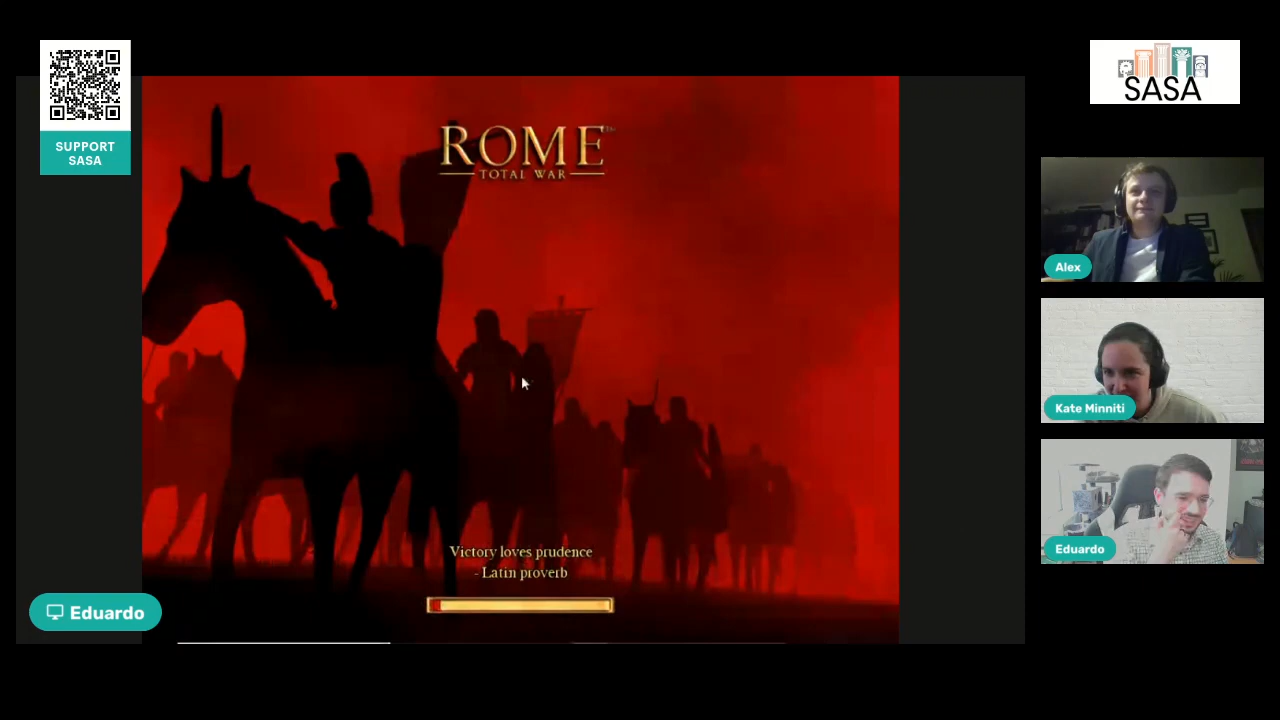 SUPPORT
SASA
SASA
ROME
TOTAL WAR
Alex
Kate Minniti
Victory loves prudence
- Latin proverb
Eduardo
Eduardo